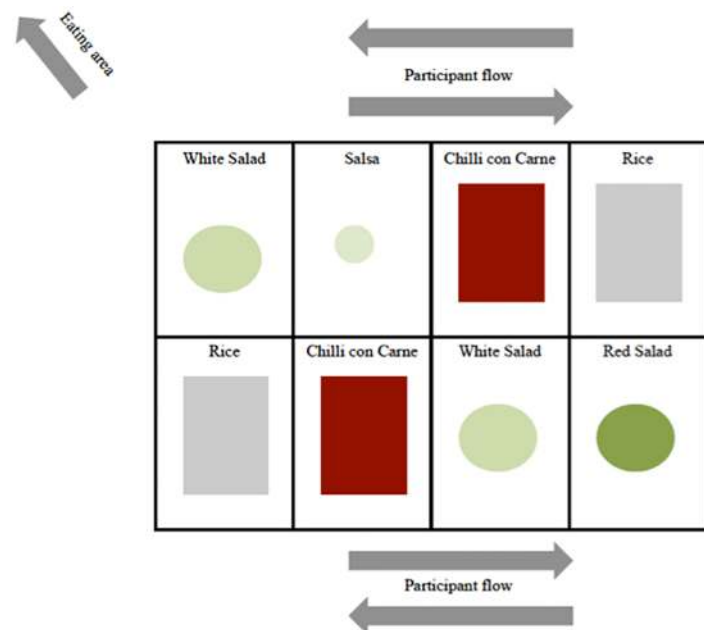 Eating area
Participant flow
White Salad
Salsa
Chilli con Carne
Rice
Rice
Chilli con Carne
White Salad
Red Salad
Participant flow